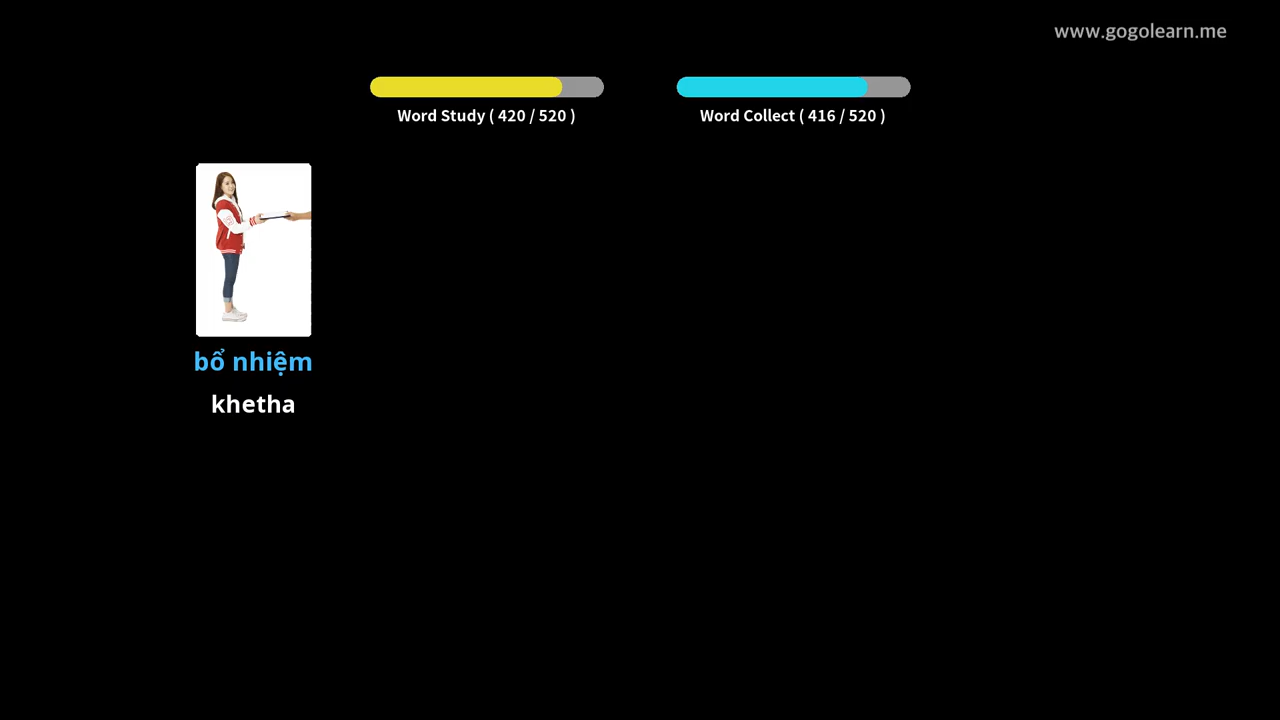 www.gogolearn.me
Word Study ( 420 / 520 )
Word Collect ( 416 / 520 )
bổ nhiệm
khetha